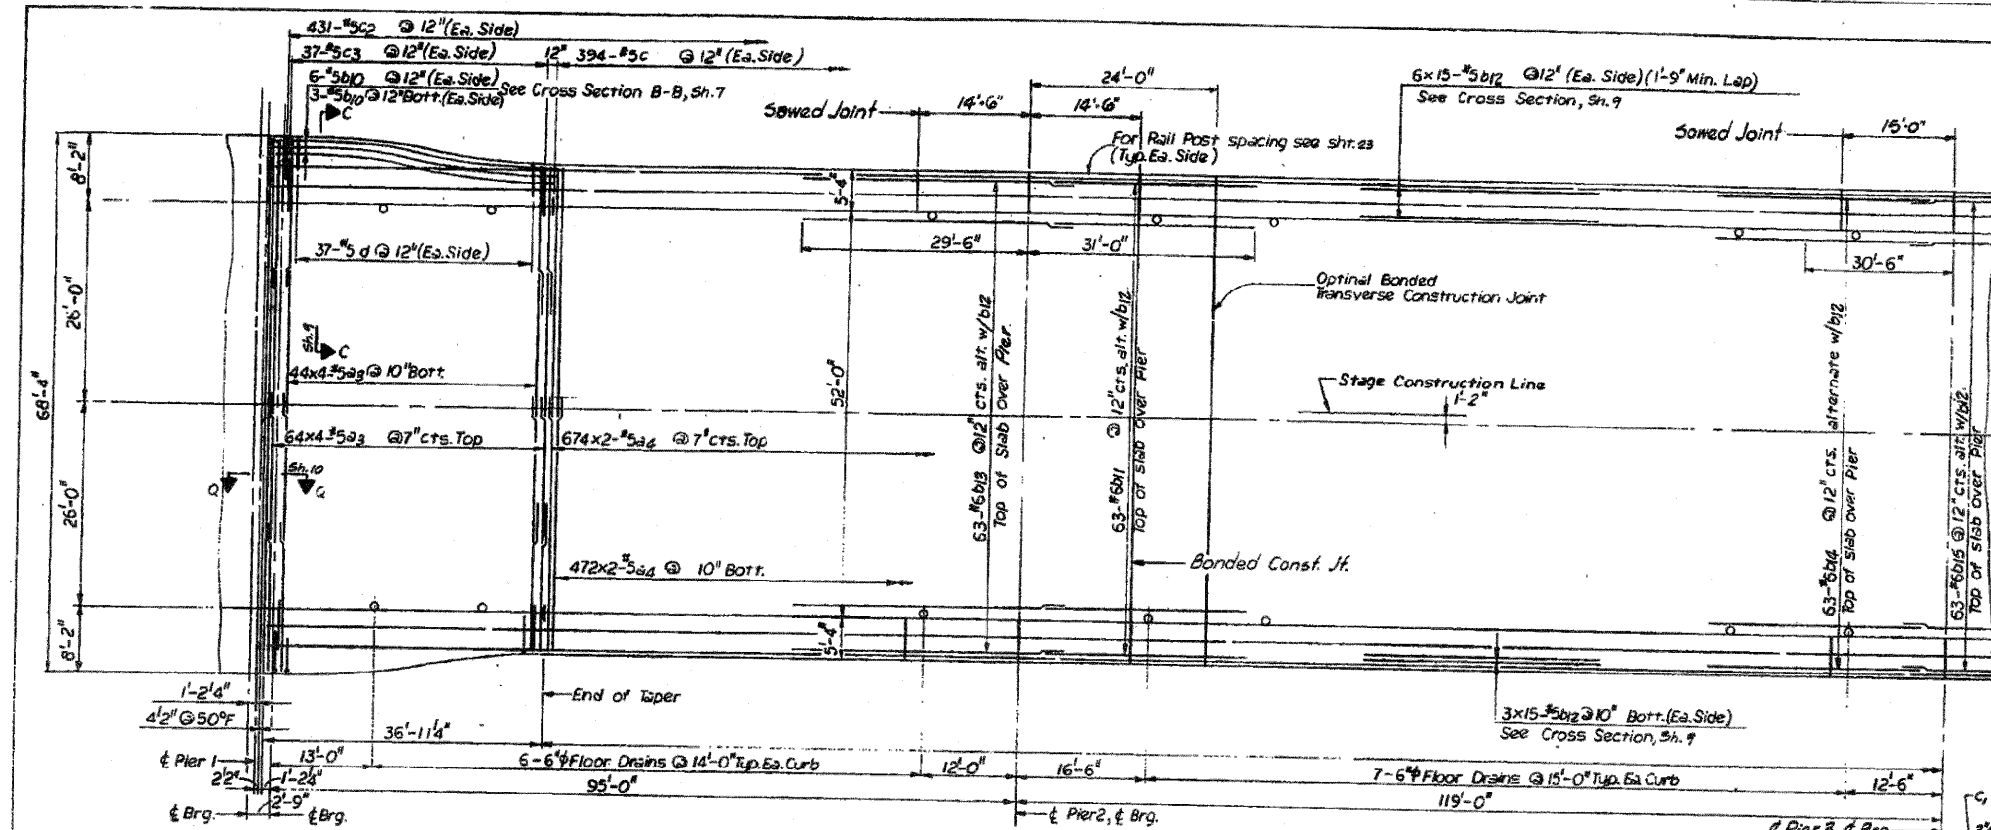 431-#5c2 @ 12"(Ea. Side)
37-#5c3 @12"(Ea. Side)
12" 394-#5c @ 12"(Ea. Side)
6-#5b10 @12"(Ea. Side)
3-#5b10 @12"Bott.(Ea. Side)
See Cross Section B-B, Sh.7
C
Sawed Joint
14'-6"
24'-0"
14'-6"
6x15-#5b12 @12" (Ea. Side)(1'-9" Min. Lap)
See Cross Section, Sh.9
Sawed Joint
15'-0"
For Rail Post spacing see sht. 23
(Typ. Ea. Side)
8'-2"
5'-4"
37-#5d @ 12"(Ea. Side)
29'-6"
31'-0"
30'-6"
26'-0"
Optinal Bonded
Transverse Construction Joint
Sh.9
C
44x4-#5a3 @ 10"Bott.
68'-4"
52'-0"
Stage Construction Line
1'-2"
64x4-#5a3 @7"cts. Top
674x2-#5a4 @ 7"cts. Top
Sh.10
Q
Q
26'-0"
63-#6b13 @12" cts. alt. w/b12
Top of Slab over Pier.
63-#6b11 @ 12" cts. alt. w/b12
Top of slab over Pier
63-#6b14 @ 12" cts. alternate w/b12
Top of slab over Pier
63-#6b15 @ 12" cts. alt. w/b12.
Top of slab over Pier
472x2-#5a4 @ 10" Bott.
Bonded Const. Jt.
8'-2"
5'-4"
1'-2¼"
End of Taper
4½" @ 50°F
3x15-#5b12 @ 10" Bott.(Ea. Side)
See Cross Section, Sh. 9
36'-11¼"
℄ Pier 1
13'-0"
6-6"ϕ Floor Drains @ 14'-0" Typ. Ea. Curb
12'-0"
16'-6"
7-6"ϕ Floor Drains @ 15'-0" Typ. Ea Curb
12'-6"
2½"
1'-2¼"
95'-0"
119'-0"
2'-9"
℄ Brg.
℄ Brg.
℄ Pier 2, ℄ Brg.